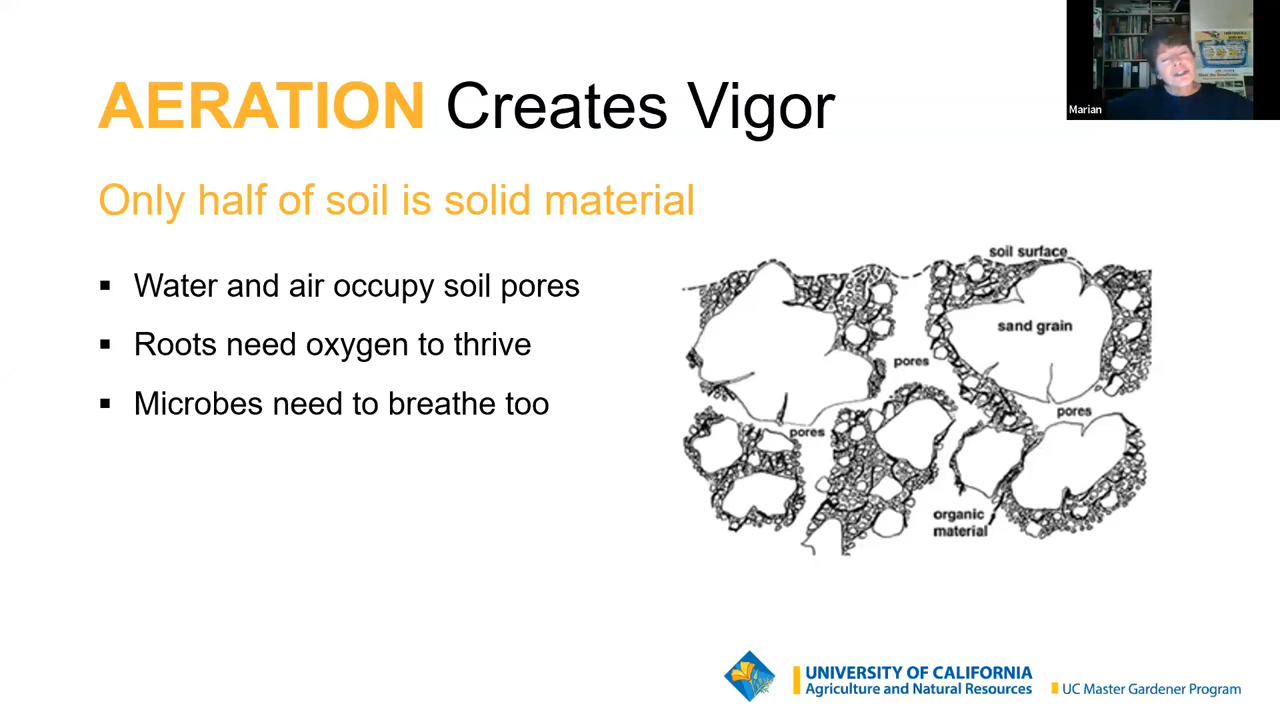 AERATION Creates Vigor
Marian
Only half of soil is solid material
▪ Water and air occupy soil pores
▪ Roots need oxygen to thrive
▪ Microbes need to breathe too
soil surface
sand grain
pores
pores
pores
organic
material
UNIVERSITY OF CALIFORNIA
Agriculture and Natural Resources
UC Master Gardener Program